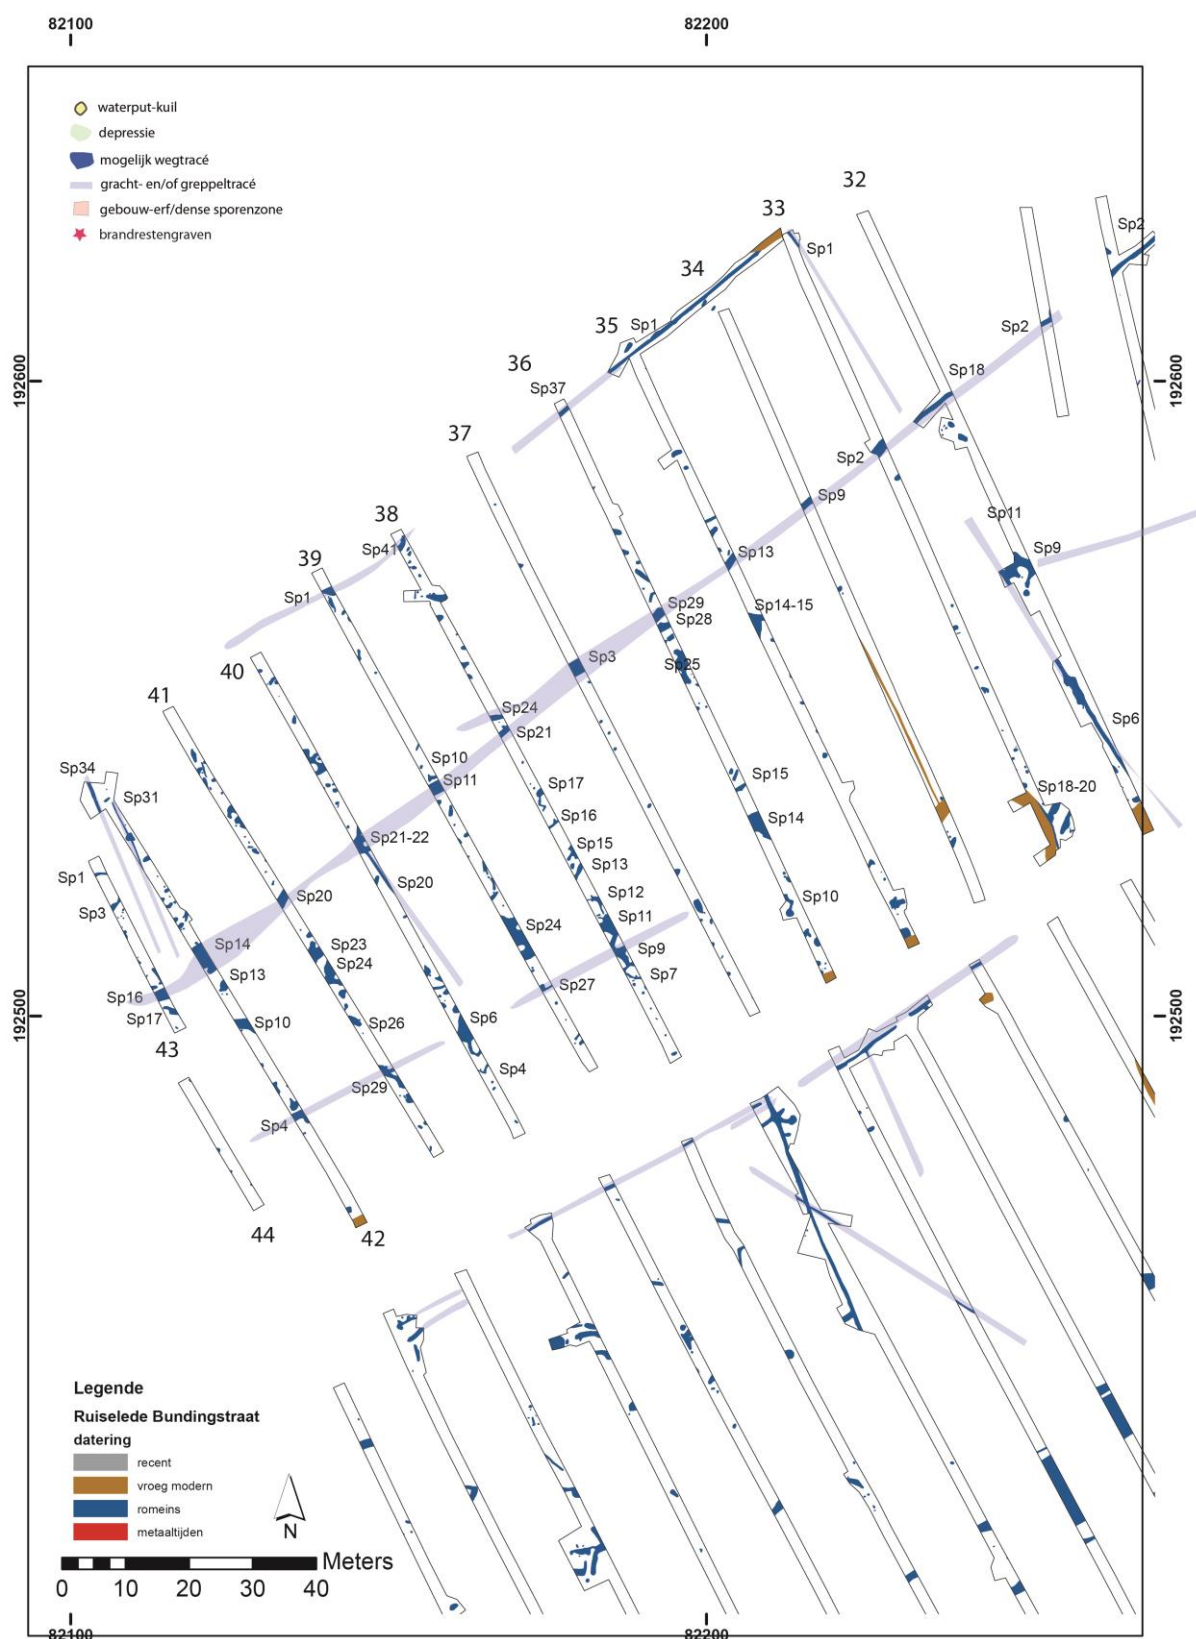 82100
82200
waterput-kuil
depressie
mogelijk wegtracé
gracht- en/of greppeltracé
gebouw-erf/dense sporenzone
brandrestengraven
32
33
34
35
36
37
38
39
40
41
Sp1
Sp2
Sp1
Sp2
Sp18
Sp37
192600
192600
Sp2
Sp9
Sp11
Sp9
Sp13
Sp41
Sp1
Sp29
Sp28
Sp14-15
Sp25
Sp3
Sp24
Sp21
Sp6
Sp34
Sp31
Sp10
Sp11
Sp17
Sp16
Sp15
Sp14
Sp18-20
Sp21-22
Sp15
Sp13
Sp1
Sp3
Sp20
Sp20
Sp12
Sp11
Sp10
Sp24
Sp14
Sp23
Sp24
Sp9
Sp7
Sp13
Sp27
Sp16
Sp17
Sp10
Sp26
Sp6
192500
192500
43
Sp4
Sp29
Sp4
44
42
Legende
Ruiselede Bundingstraat
datering
recent
vroeg modern
romeins
metaaltijden
N
Meters
0 10 20 30 40
82100
82200